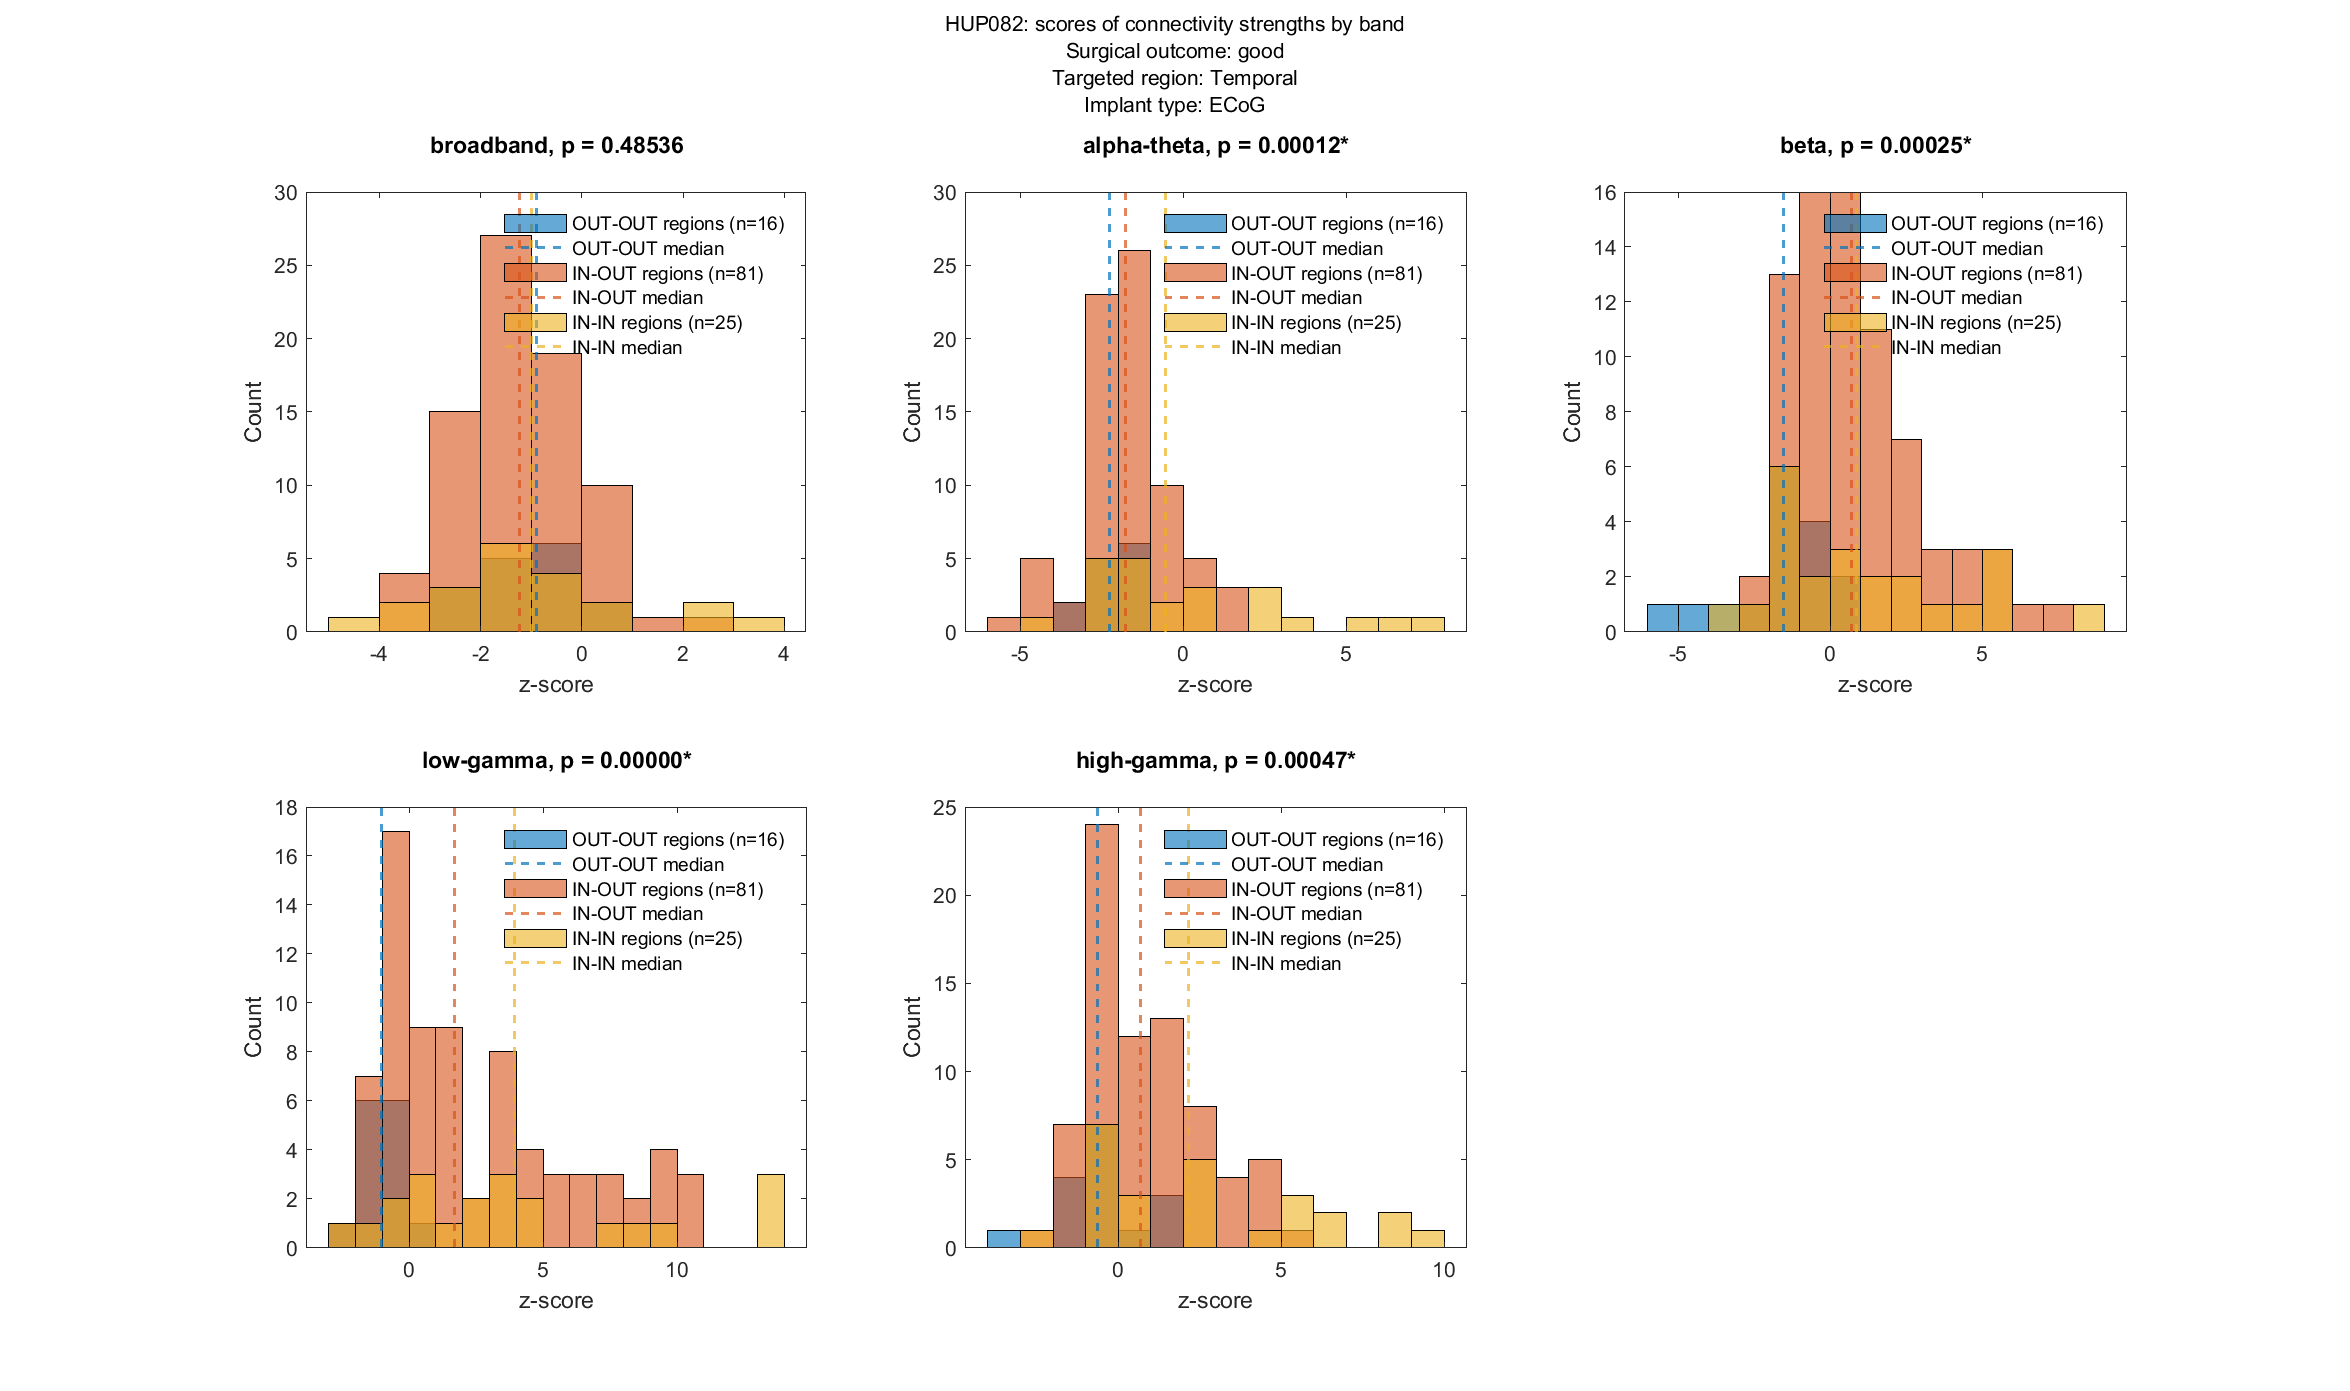 HUP082: scores of connectivity strengths by band
Surgical outcome: good
Targeted region: Temporal
Implant type: ECoG
broadband, p = 0.48536
30
25
20
15
10
5
0
Count
-4
-2
0
2
4
z-score
OUT-OUT regions (n=16)
OUT-OUT median
IN-OUT regions (n=81)
IN-OUT median
IN-IN regions (n=25)
IN-IN median
alpha-theta, p = 0.00012*
30
25
20
15
10
5
0
Count
-5
0
5
z-score
OUT-OUT regions (n=16)
OUT-OUT median
IN-OUT regions (n=81)
IN-OUT median
IN-IN regions (n=25)
IN-IN median
beta, p = 0.00025*
16
14
12
10
8
6
4
2
0
Count
-5
0
5
z-score
OUT-OUT regions (n=16)
OUT-OUT median
IN-OUT regions (n=81)
IN-OUT median
IN-IN regions (n=25)
IN-IN median
low-gamma, p = 0.00000*
18
16
14
12
10
8
6
4
2
0
Count
0
5
10
z-score
OUT-OUT regions (n=16)
OUT-OUT median
IN-OUT regions (n=81)
IN-OUT median
IN-IN regions (n=25)
IN-IN median
high-gamma, p = 0.00047*
25
20
15
10
5
0
Count
0
5
10
z-score
OUT-OUT regions (n=16)
OUT-OUT median
IN-OUT regions (n=81)
IN-OUT median
IN-IN regions (n=25)
IN-IN median